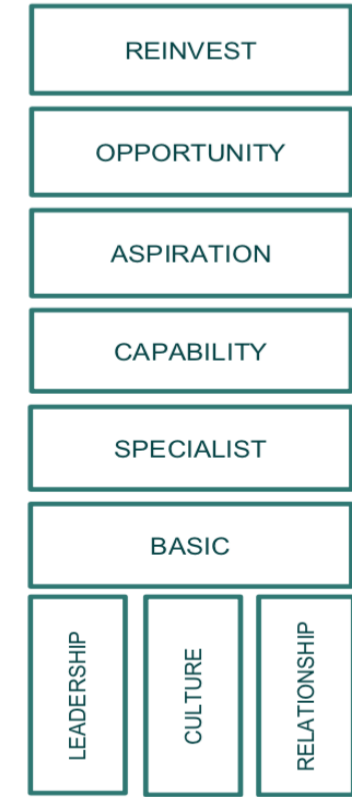 REINVEST
OPPORTUNITY
ASPIRATION
CAPABILITY
SPECIALIST
BASIC
LEADERSHIP
CULTURE
RELATIONSHIP